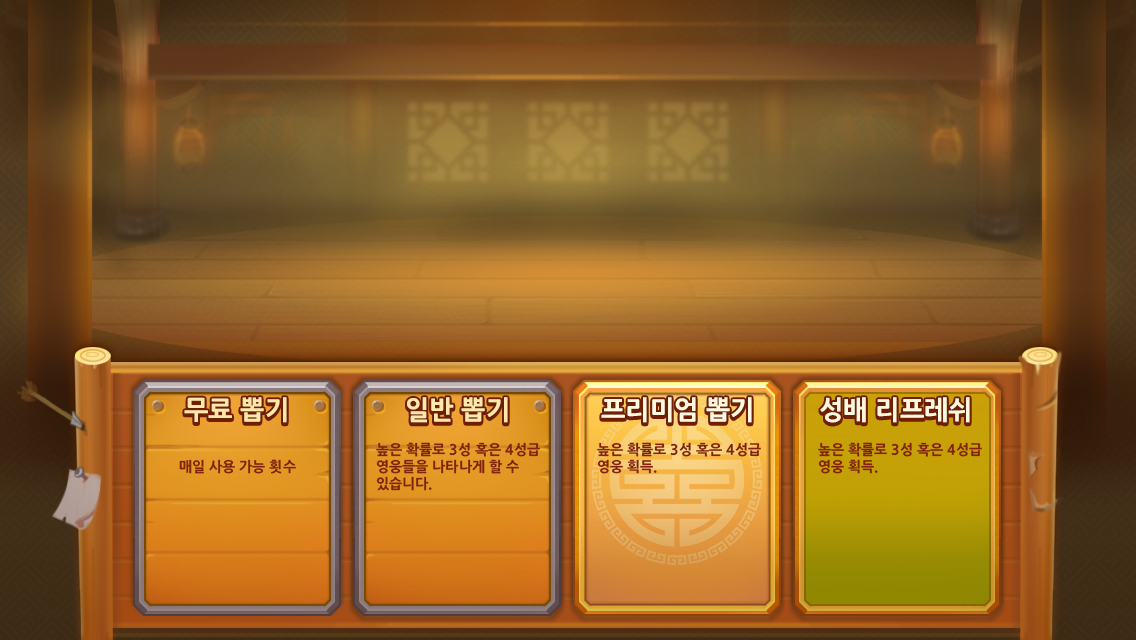 무료 뽑기
매일 사용 가능 횟수
일반 뽑기
높은 확률로 3성 혹은 4성급
영웅들을 나타나게 할 수
있습니다.
프리미엄 뽑기
높은 확률로 3성 혹은 4성급
영웅 획득.
성배 리프레쉬
높은 확률로 3성 혹은 4성급
영웅 획득.